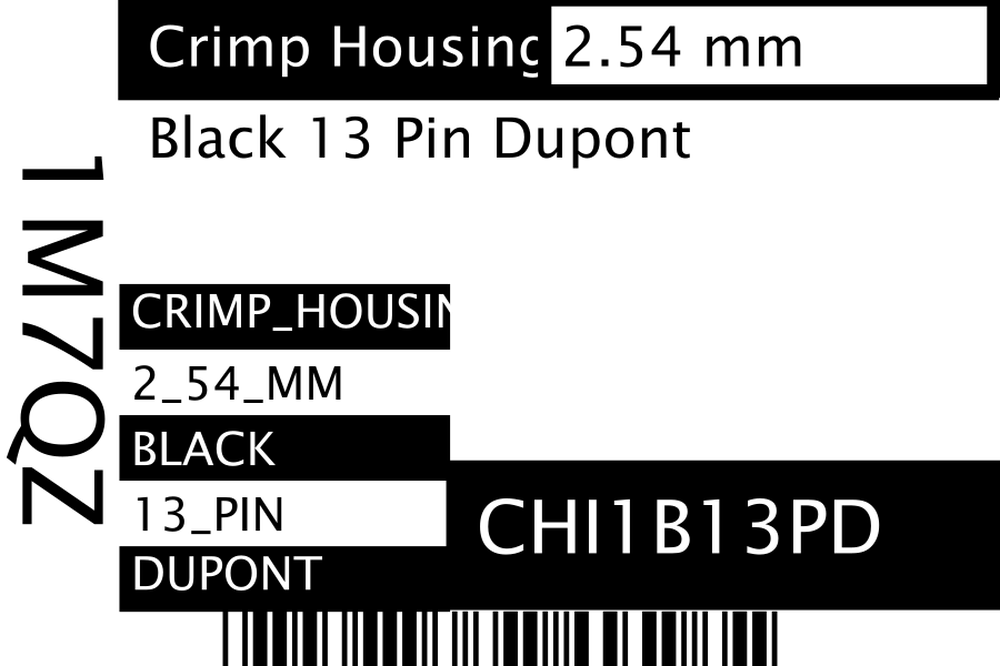 Crimp Housing 2.54 mm
Black 13 Pin Dupont
1M7QZ
CRIMP_HOUSIN
2_54_MM
BLACK
13_PIN
DUPONT
CHI1B13PD